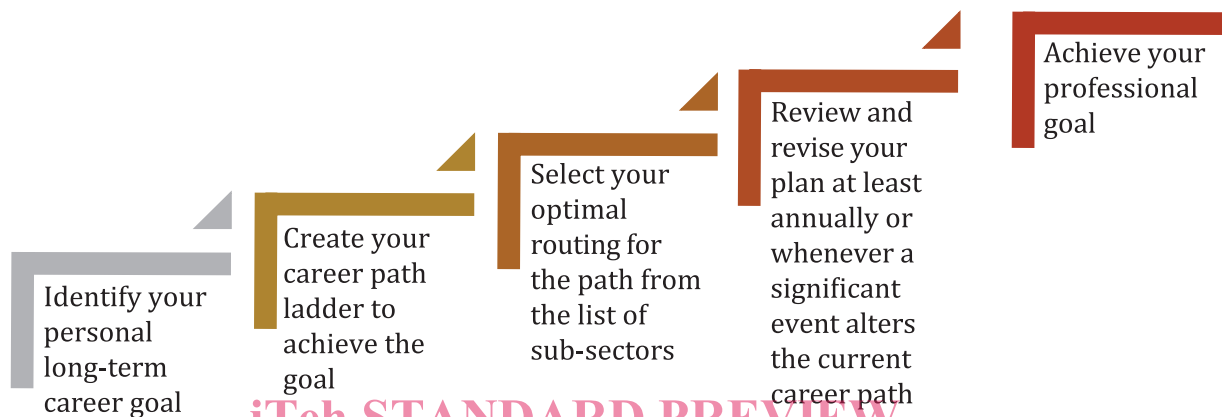 Identify your
personal
long-term
career goal
Create your
career path
ladder to
achieve the
goal
Select your
optimal
routing for
the path from
the list of
sub-sectors
Review and
revise your
plan at least
annually or
whenever a
significant
event alters
the current
career path
Achieve your
professional
goal
iTeh STANDARD PREVIEW